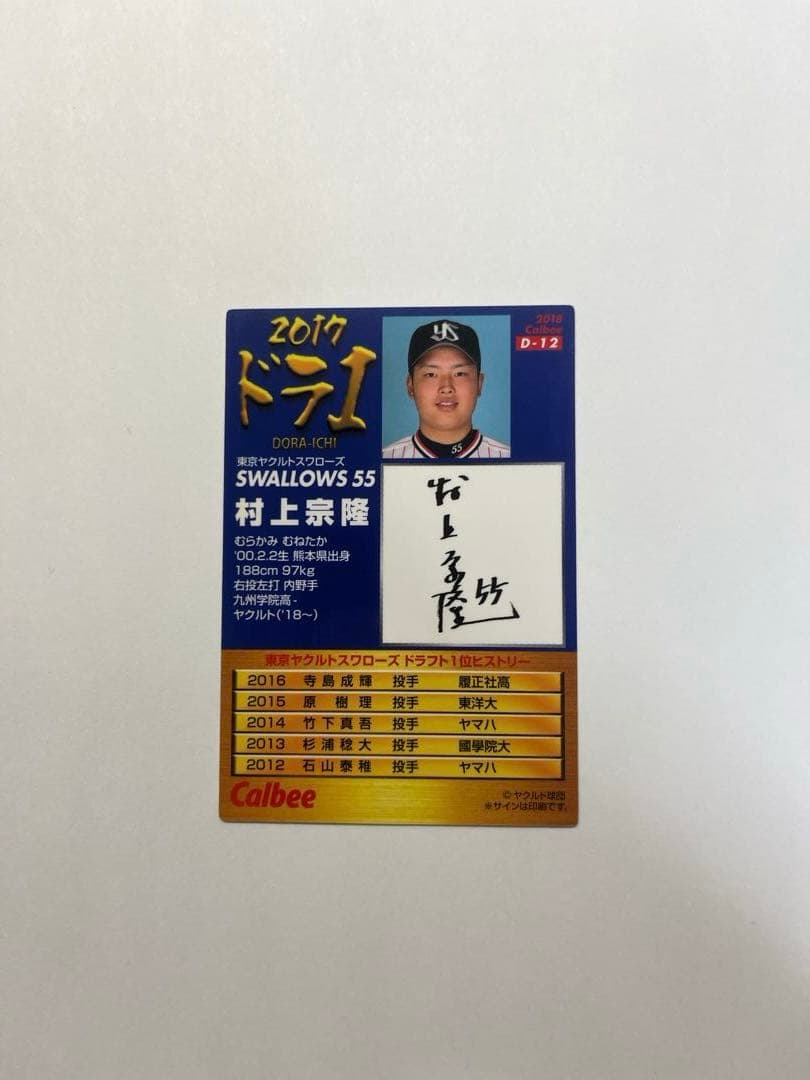 2017
ドラ1
DORA-ICHI
東京ヤクルトスワローズ
SWALLOWS 55
村上宗隆
むらかみ むねたか
'00.2.2生 熊本県出身
188cm 97kg
右投左打 内野手
九州学院高-
ヤクルト('18〜)
YS
55
2018
Calbee
D-12
村上宗隆 55
東京ヤクルトスワローズ ドラフト1位ヒストリー
2016 寺島成輝 投手 履正社高
2015 原 樹理 投手 東洋大
2014 竹下真吾 投手 ヤマハ
2013 杉浦稔大 投手 國學院大
2012 石山泰稚 投手 ヤマハ
Calbee
©ヤクルト球団
※サインは印刷です。